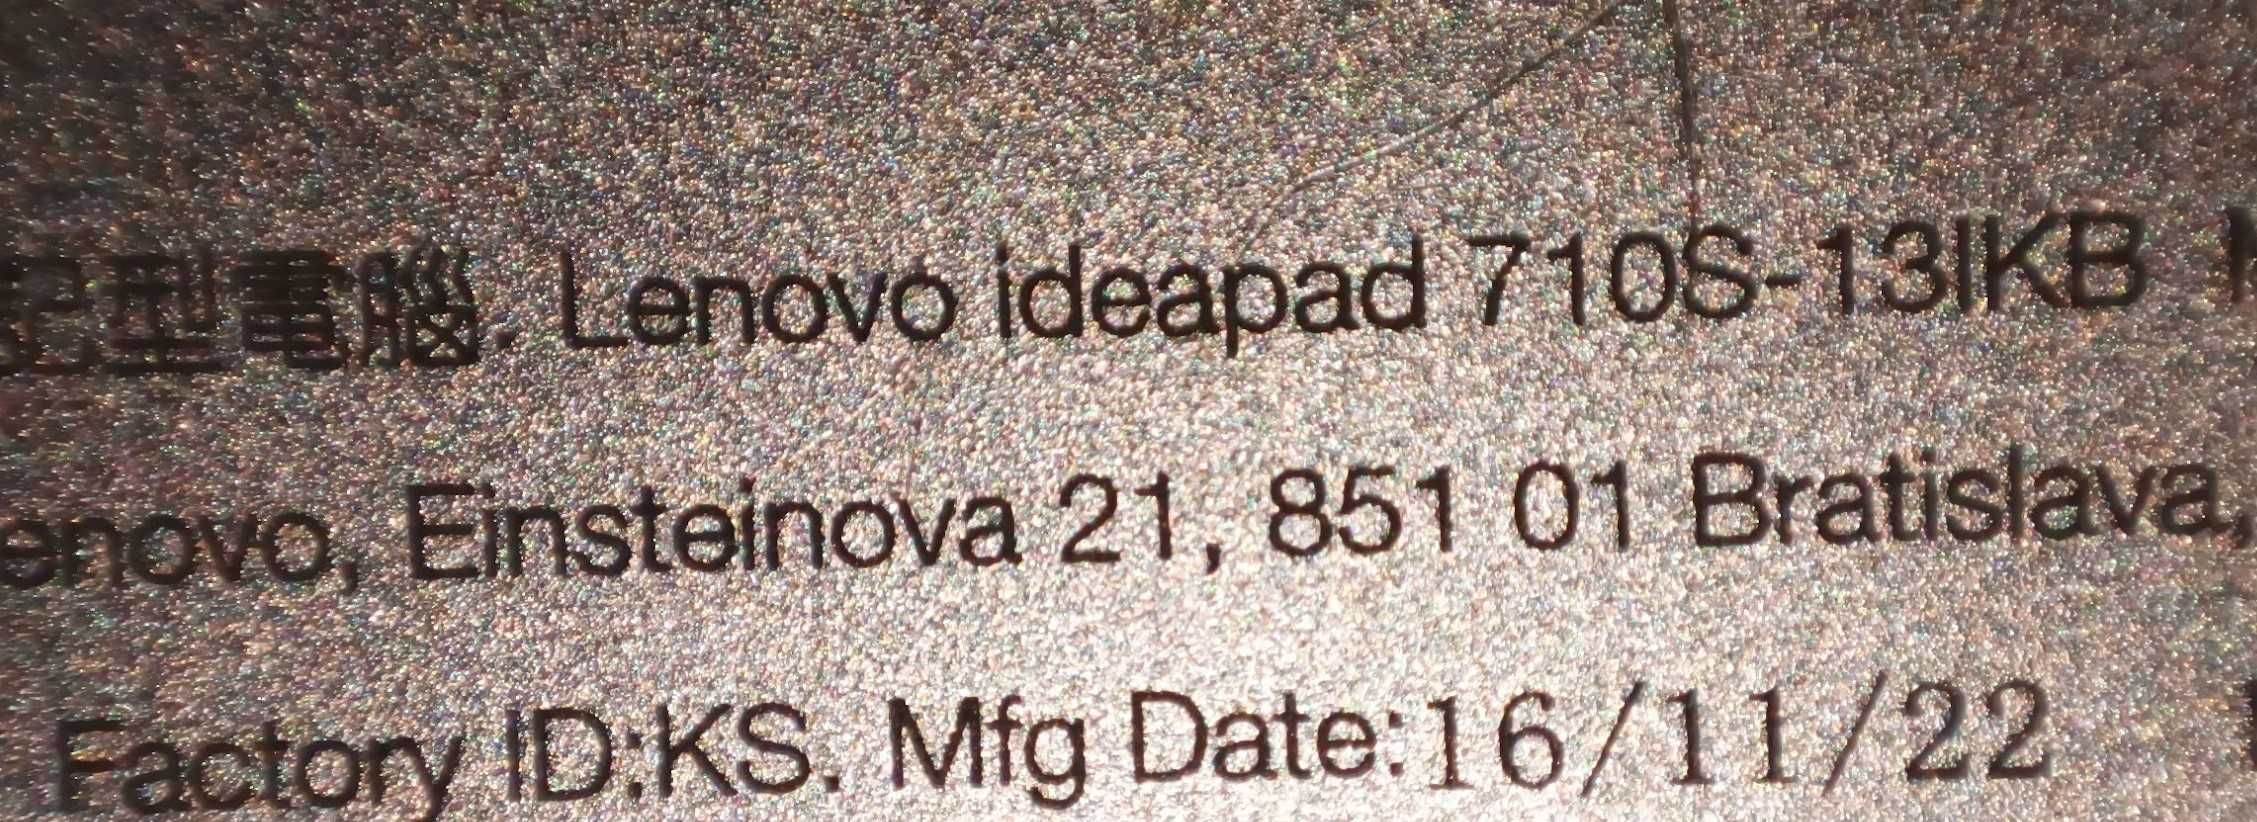 記型電腦. Lenovo ideapad 710S-13IKB
enovo, Einsteinova 21, 851 01 Bratislava,
Factory ID:KS. Mfg Date:16/11/22